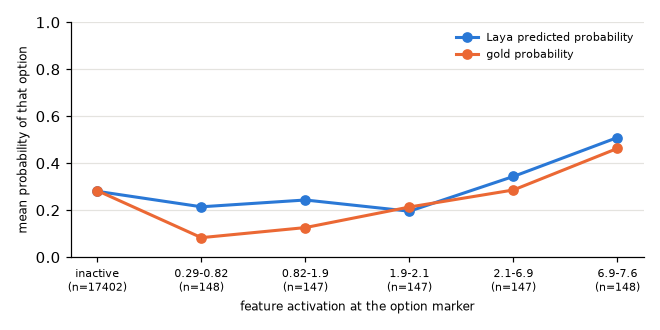 mean probability of that option
1.0
0.8
0.6
0.4
0.2
0.0
Laya predicted probability
gold probability
inactive
(n=17402)
0.29-0.82
(n=148)
0.82-1.9
(n=147)
1.9-2.1
(n=147)
2.1-6.9
(n=147)
6.9-7.6
(n=148)
feature activation at the option marker